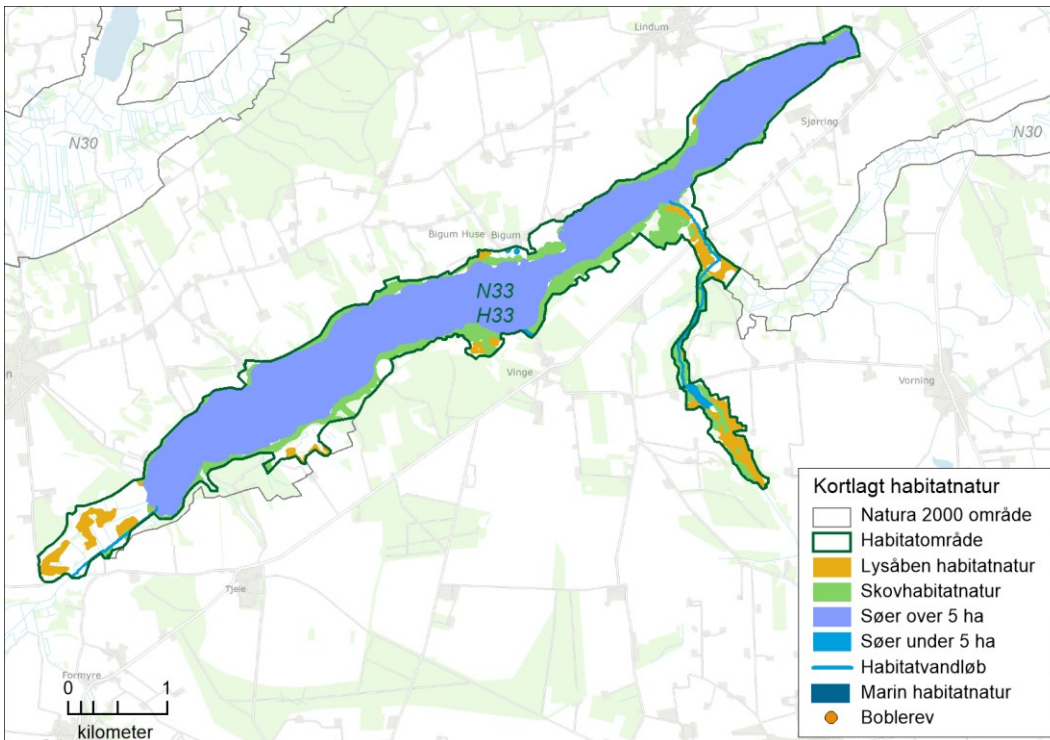 Lindum
N30
Sjørring
N30
Bigum Huse
Bigum
N33
H33
n
Vinge
Vorning
Tjele
Formyre
0
1
kilometer
Kortlagt habitatnatur
Natura 2000 område
Habitatområde
Lysåben habitatnatur
Skovhabitatnatur
Søer over 5 ha
Søer under 5 ha
Habitatvandløb
Marin habitatnatur
Boblerev